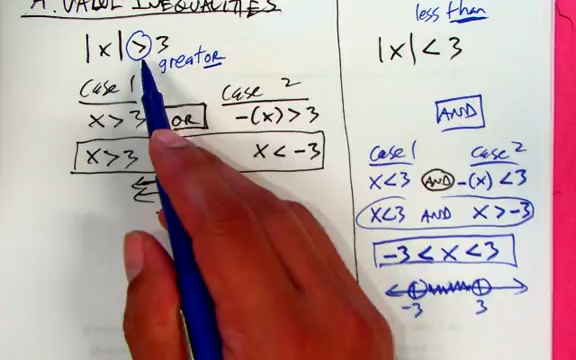 A. VALUE INEQUALITIES
|x| > 3
greatOR
Case 1 Case 2
x > 3 OR -(x) > 3
x > 3 x < -3
less than
|x| < 3
AND
Case 1 Case 2
x < 3 AND -(x) < 3
x < 3 AND x > -3
-3 < x < 3
-3 3